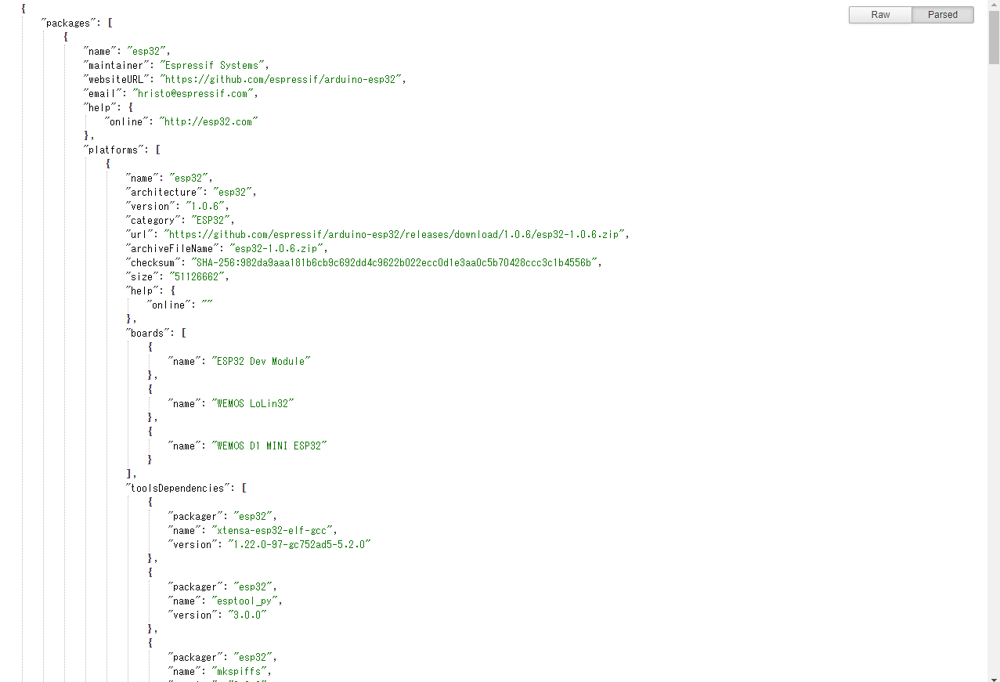 Raw Parsed
{
"packages": [
{
"name": "esp32",
"maintainer": "Espressif Systems",
"websiteURL": "https://github.com/espressif/arduino-esp32",
"email": "hristo@espressif.com",
"help": {
"online": "http://esp32.com"
},
"platforms": [
{
"name": "esp32",
"architecture": "esp32",
"version": "1.0.6",
"category": "ESP32",
"url": "https://github.com/espressif/arduino-esp32/releases/download/1.0.6/esp32-1.0.6.zip",
"archiveFileName": "esp32-1.0.6.zip",
"checksum": "SHA-256:982da9aaa181b6cb9c692dd4c9622b022ecc0d1e3aa0c5b70428ccc3c1b4556b",
"size": "51126662",
"help": {
"online": ""
},
"boards": [
{
"name": "ESP32 Dev Module"
},
{
"name": "WEMOS LoLin32"
},
{
"name": "WEMOS D1 MINI ESP32"
}
],
"toolsDependencies": [
{
"packager": "esp32",
"name": "xtensa-esp32-elf-gcc",
"version": "1.22.0-97-gc752ad5-5.2.0"
},
{
"packager": "esp32",
"name": "esptool_py",
"version": "3.0.0"
},
{
"packager": "esp32",
"name": "mkspiffs",